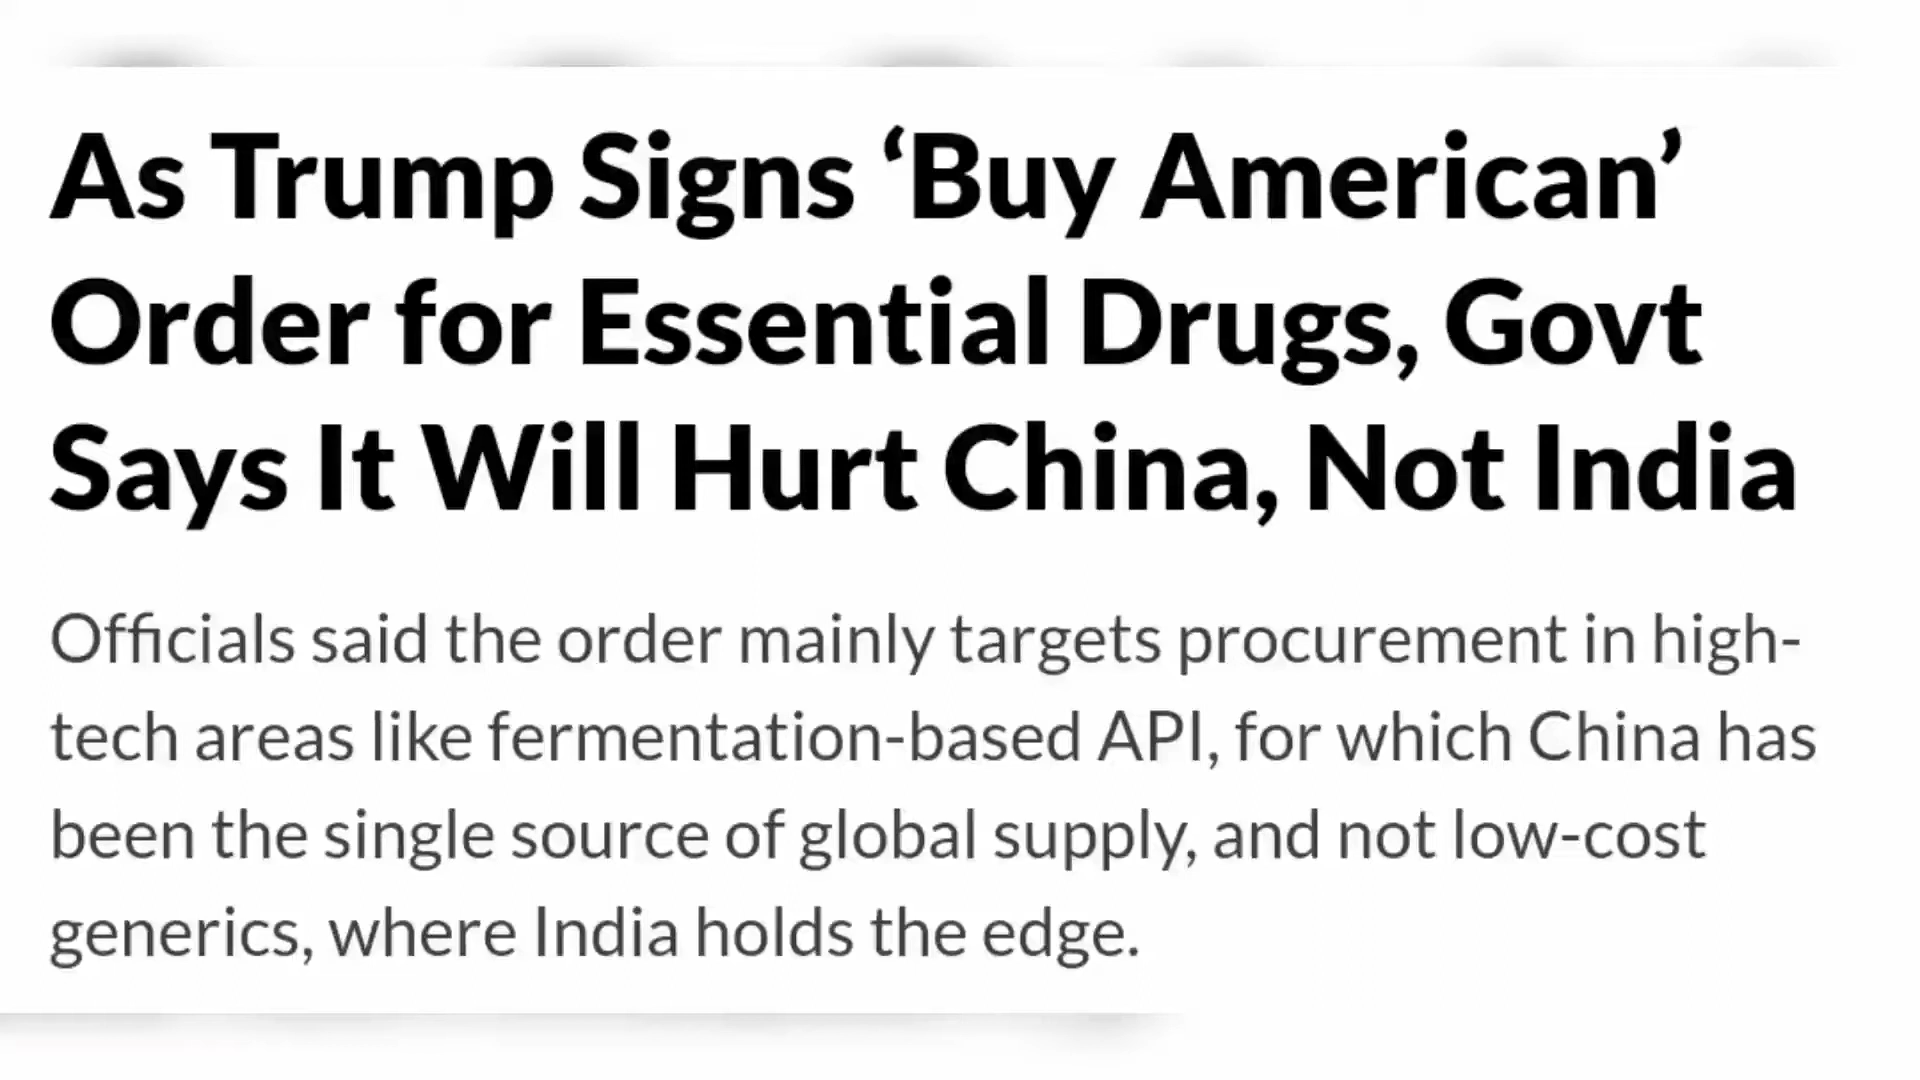 As Trump Signs ‘Buy American’
Order for Essential Drugs, Govt
Says It Will Hurt China, Not India
Officials said the order mainly targets procurement in high-
tech areas like fermentation-based API, for which China has
been the single source of global supply, and not low-cost
generics, where India holds the edge.